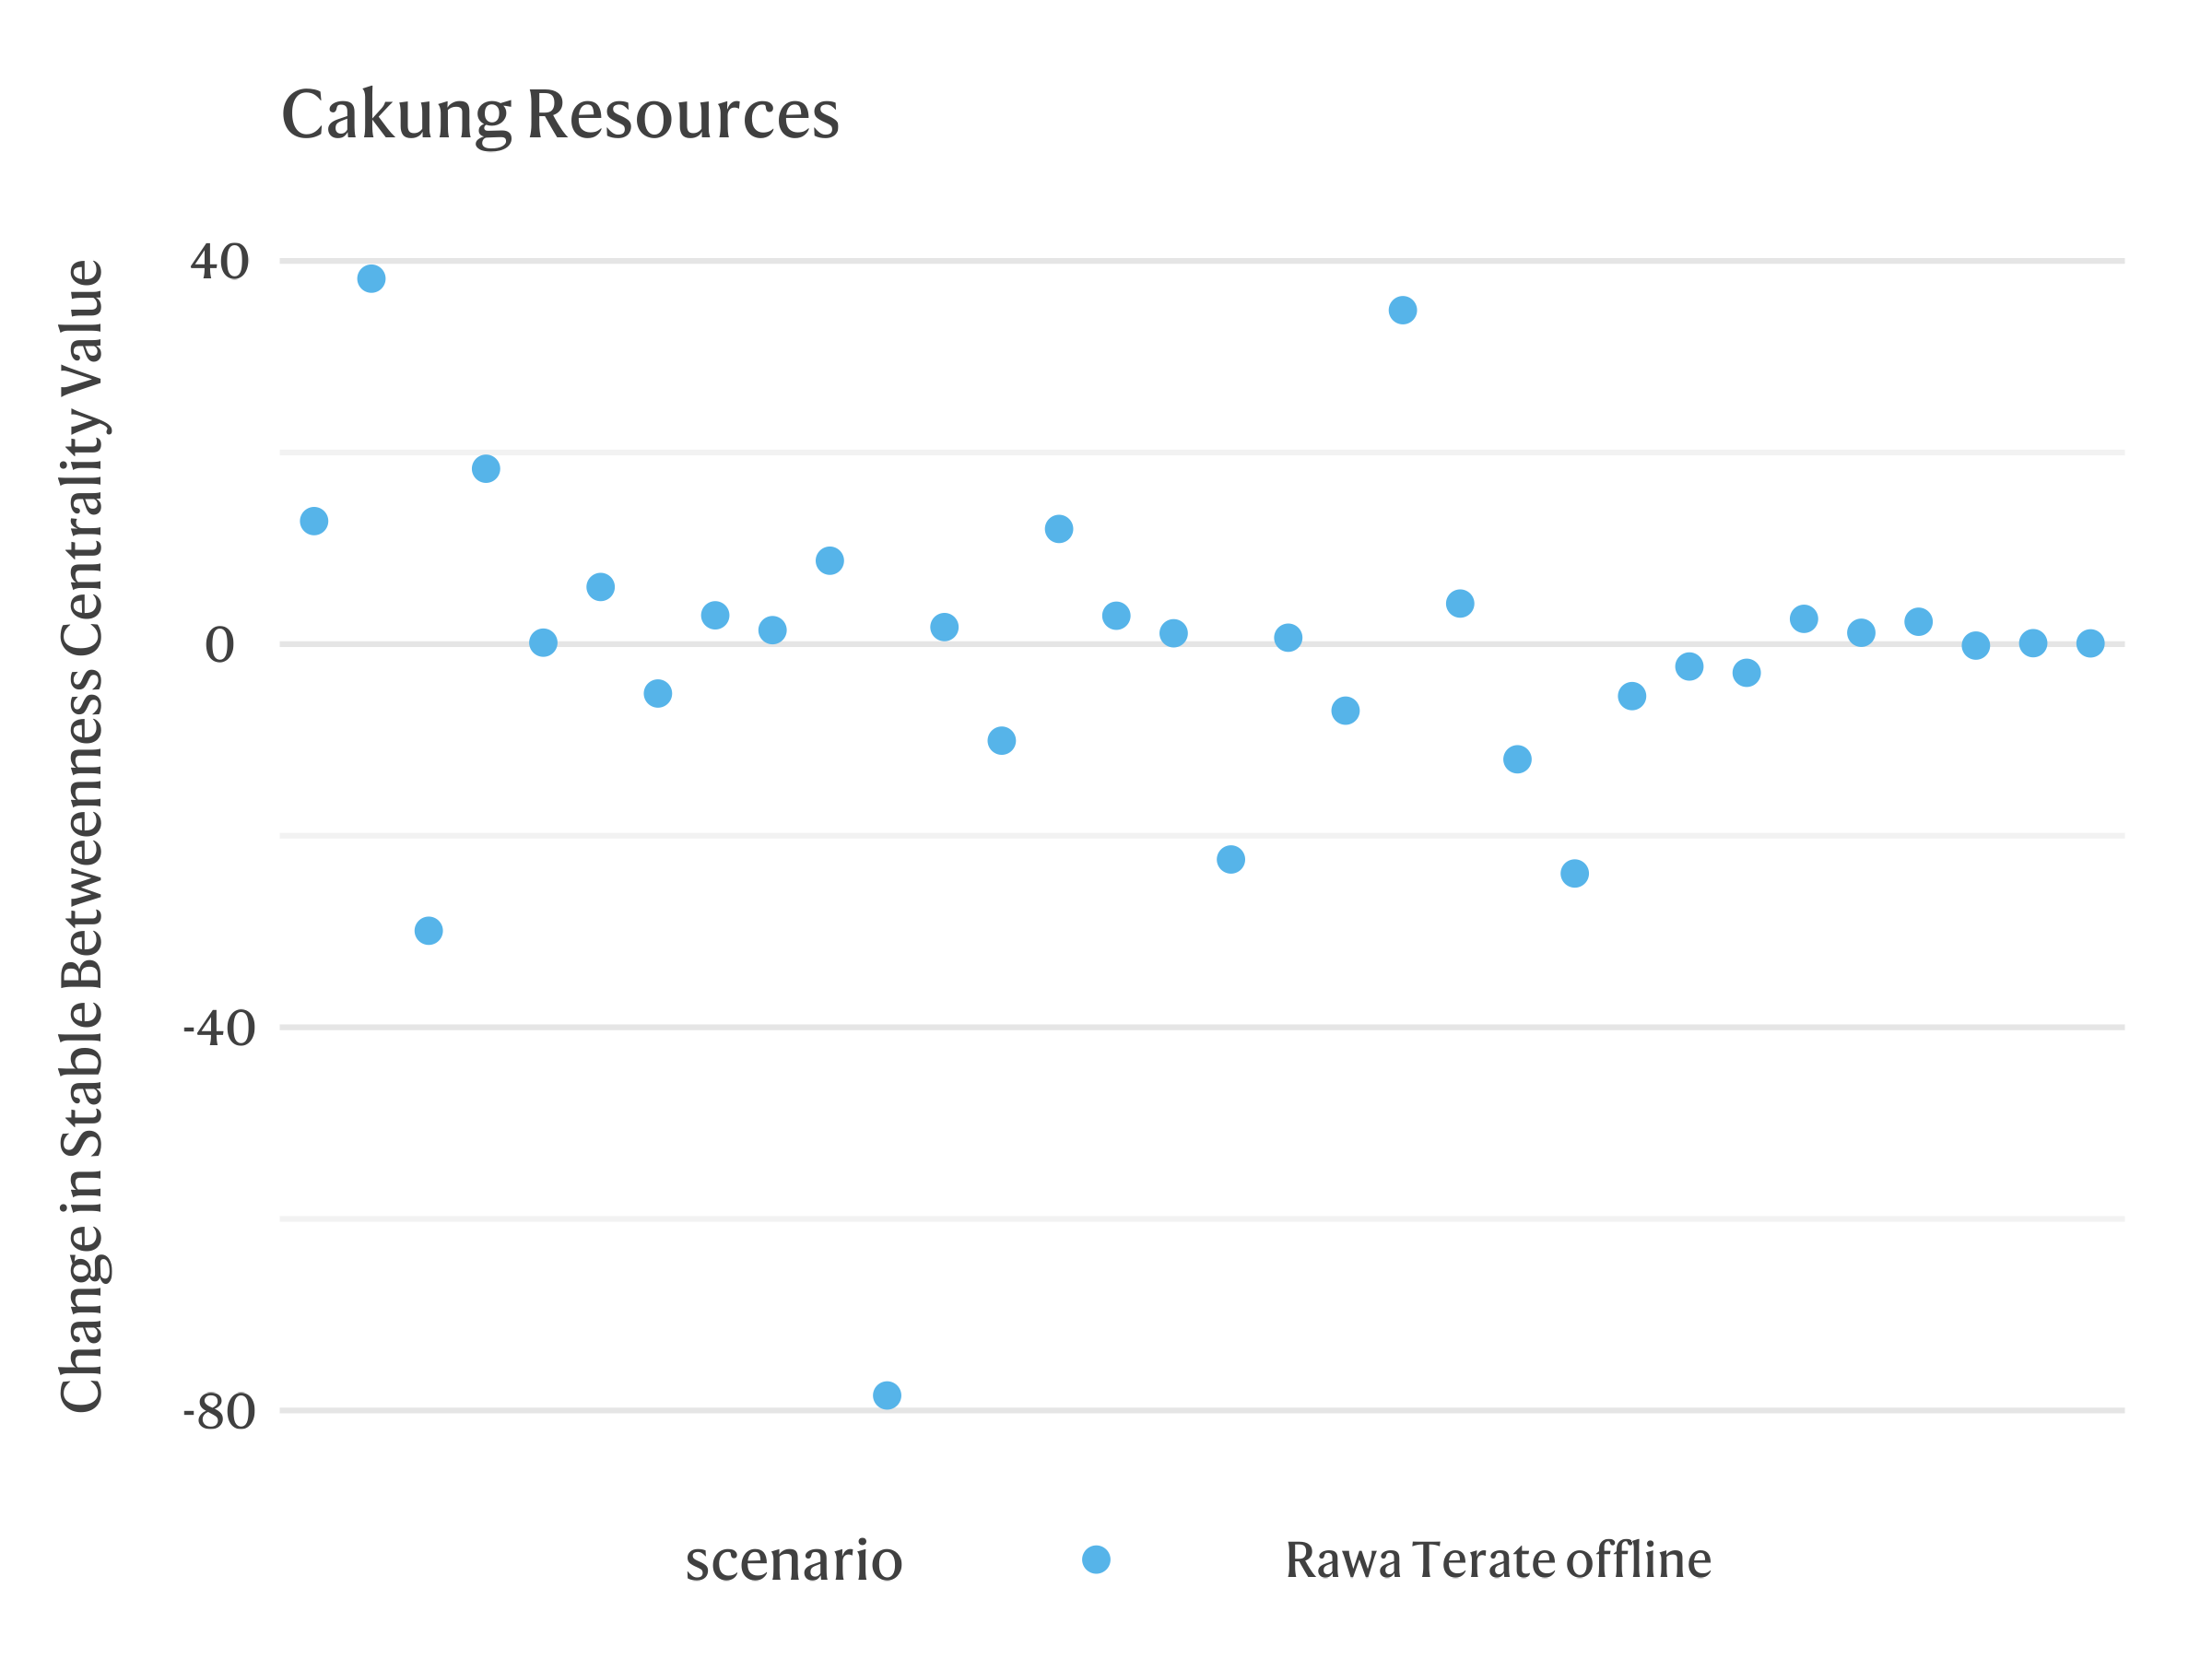 Cakung Resources
Change in Stable Betweenness Centrality Value
40
0
-40
-80
scenario
Rawa Terate offline